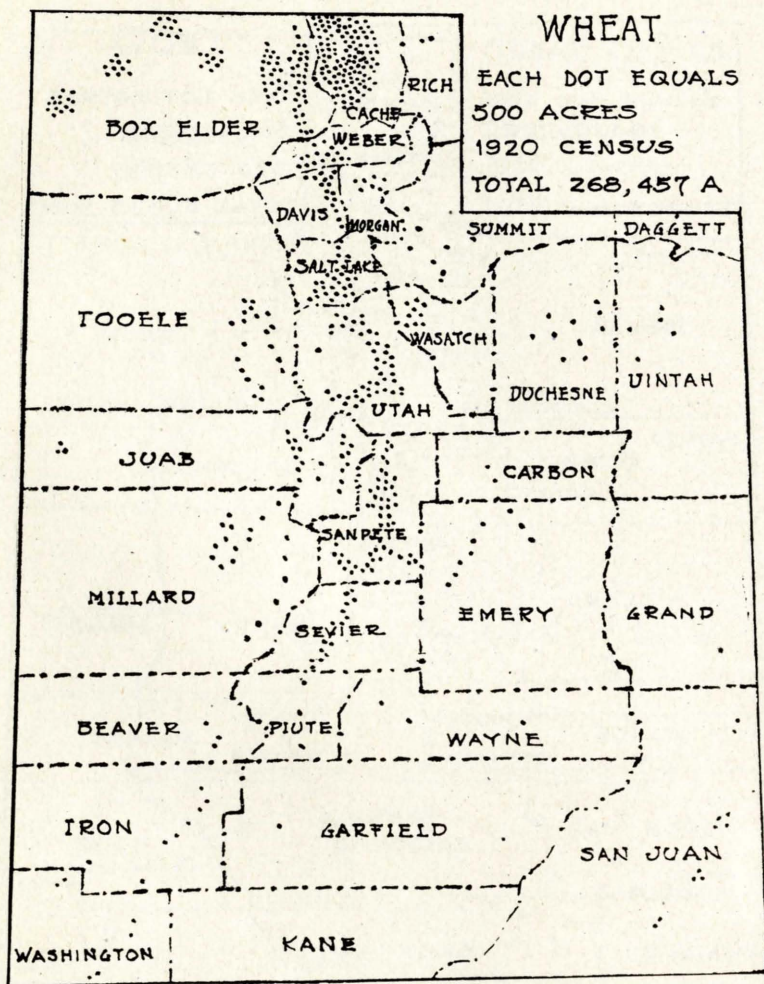 WHEAT
EACH DOT EQUALS
500 ACRES
1920 CENSUS
TOTAL 268,457 A
RICH
CACHE
BOX ELDER
WEBER
DAVIS
MORGAN
SUMMIT
DAGGETT
SALT LAKE
TOOELE
WASATCH
DUCHESNE
UINTAH
UTAH
JUAB
CARBON
SANPETE
MILLARD
EMERY
GRAND
SEVIER
BEAVER
PIUTE
WAYNE
IRON
GARFIELD
SAN JUAN
WASHINGTON
KANE